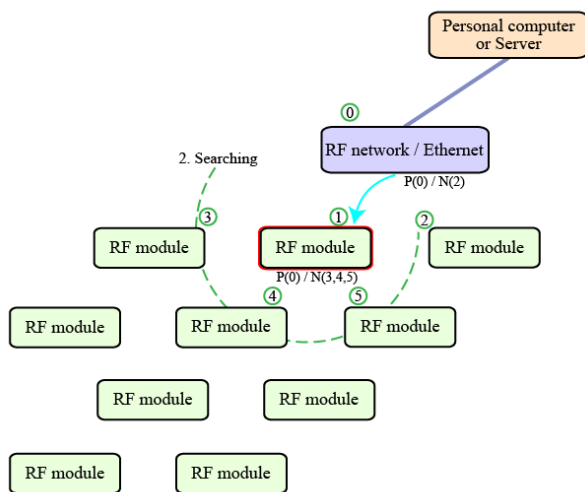 Personal computer
or Server
0
RF network / Ethernet
2. Searching
P(0) / N(2)
3
1
2
RF module
RF module
RF module
P(0) / N(3,4,5)
4
5
RF module
RF module
RF module
RF module
RF module
RF module
RF module